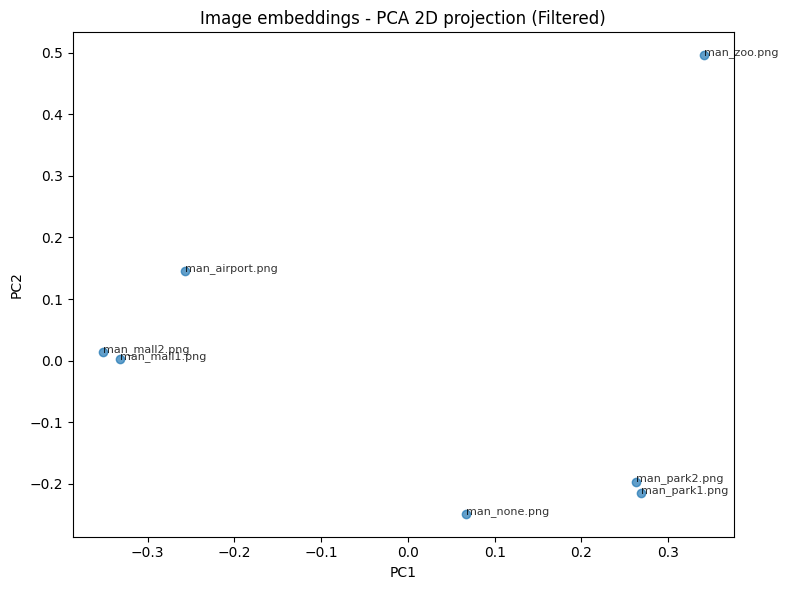 Image embeddings - PCA 2D projection (Filtered)
0.5
man_zoo.png
0.4
0.3
0.2
man_airport.png
0.1
PC2
man_mall2.png
man_mall1.png
0.0
−0.1
man_park2.png
−0.2
man_park1.png
man_none.png
−0.3
−0.2
−0.1
0.0
0.1
0.2
0.3
PC1